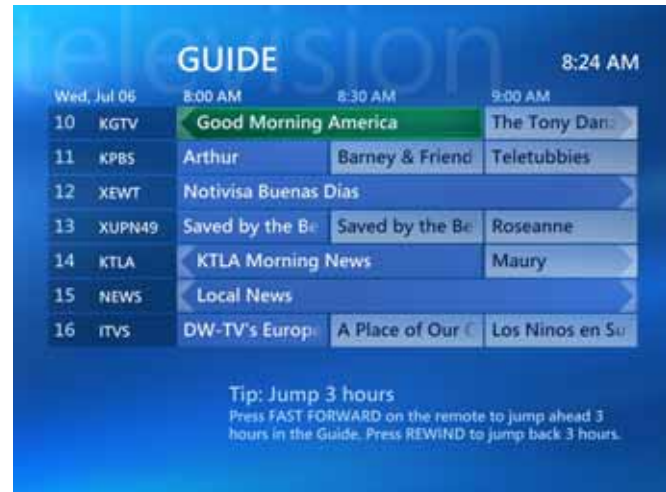 television
GUIDE 8:24 AM
Wed, Jul 06 8:00 AM 8:30 AM 9:00 AM
10 KGTV Good Morning America The Tony Danz
11 KPBS Arthur Barney & Friend Teletubbies
12 XEWT Notivisa Buenas Dias
13 XUPN49 Saved by the Be Saved by the Be Roseanne
14 KTLA KTLA Morning News Maury
15 NEWS Local News
16 ITVS DW-TV's Europe A Place of Our C Los Ninos en Su
Tip: Jump 3 hours
Press FAST FORWARD on the remote to jump ahead 3
hours in the Guide. Press REWIND to jump back 3 hours.